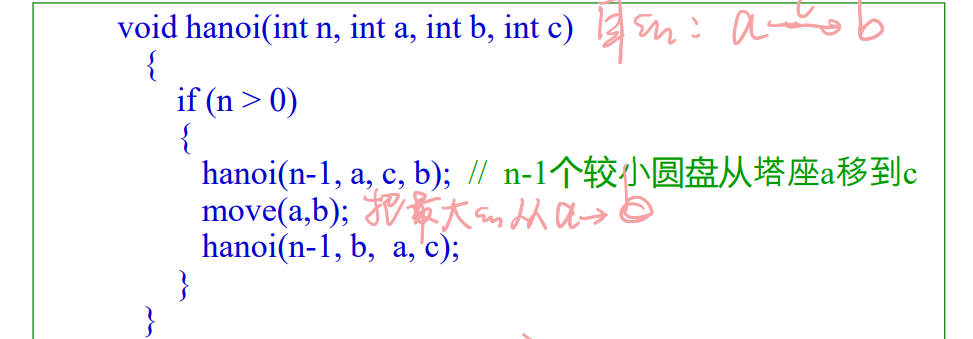 void hanoi(int n, int a, int b, int c) 目标：a c→ b
{
if (n > 0)
{
hanoi(n-1, a, c, b); // n-1个较小圆盘从塔座a移到c
move(a,b); 把最大的从a→b
hanoi(n-1, b, a, c);
}
}